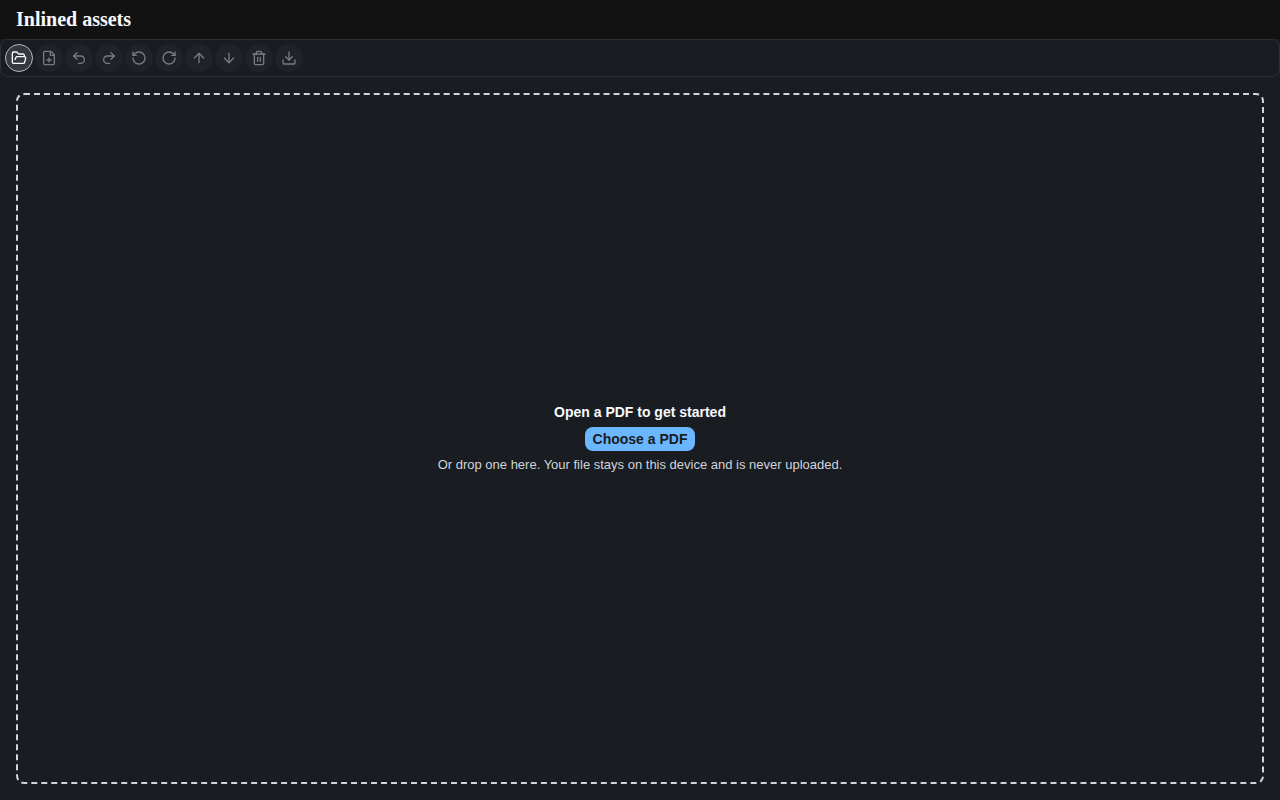 Inlined assets
Open a PDF to get started
Choose a PDF
Or drop one here. Your file stays on this device and is never uploaded.